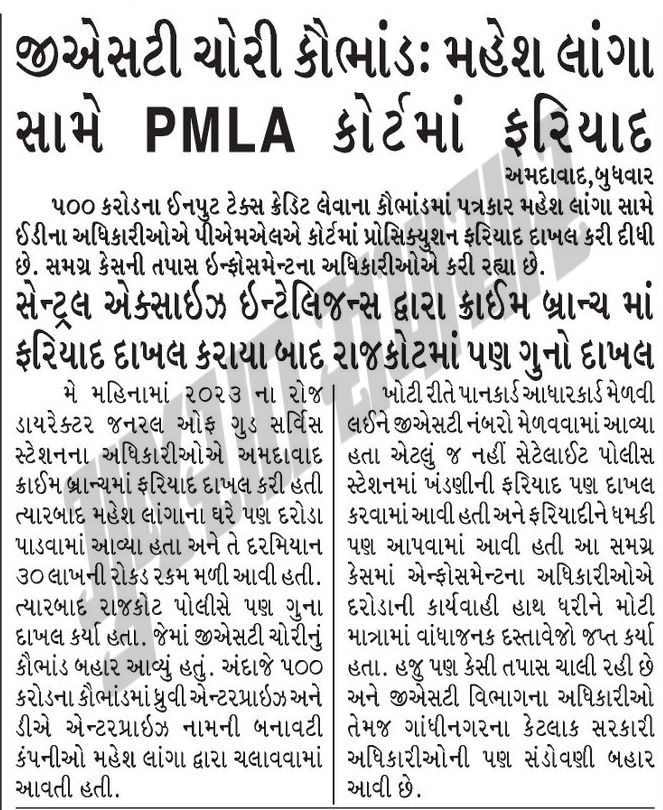 જીએસટી ચોરી કૌભાંડઃ મહેશ લાંગા
સામે PMLA કોર્ટમાં ફરિયાદ
અમદાવાદ,બુધવાર
૫૦૦ કરોડના ઈનપુટ ટેક્સ ક્રેડિટ લેવાના કૌભાંડમાં પત્રકાર મહેશ લાંગા સામે
ઈડીના અધિકારીઓએ પીએમએલએ કોર્ટમાં પ્રોસિક્યુશન ફરિયાદ દાખલ કરી દીધી
છે. સમગ્ર કેસની તપાસ ઇન્ફોસમેન્ટના અધિકારીઓએ કરી રહ્યા છે.
સેન્ટ્રલ એક્સાઇઝ ઇન્ટેલિજન્સ દ્વારા ક્રાઈમ બ્રાન્ચ માં
ફરિયાદ દાખલ કરાયા બાદ રાજકોટમાં પણ ગુનો દાખલ
મે મહિનામાં ૨૦૨૩ ના રોજ
ડાયરેક્ટર જનરલ ઓફ ગુડ સર્વિસ
સ્ટેશનના અધિકારીઓએ અમદાવાદ
ક્રાઈમ બ્રાન્ચમાં ફરિયાદ દાખલ કરી હતી
ત્યારબાદ મહેશ લાંગાના ઘરે પણ દરોડા
પાડવામાં આવ્યા હતા અને તે દરમિયાન
૩૦ લાખની રોકડ રકમ મળી આવી હતી.
ત્યારબાદ રાજકોટ પોલીસે પણ ગુના
દાખલ કર્યા હતા. જેમાં જીએસટી ચોરીનું
કૌભાંડ બહાર આવ્યું હતું. અંદાજે ૫૦૦
કરોડના કૌભાંડમાં ધ્રુવી એન્ટરપ્રાઇઝ અને
ડીએ એન્ટરપ્રાઇઝ નામની બનાવટી
કંપનીઓ મહેશ લાંગા દ્વારા ચલાવવામાં
આવતી હતી.
ખોટી રીતે પાનકાર્ડ આધારકાર્ડ મેળવી
લઈને જીએસટી નંબરો મેળવવામાં આવ્યા
હતા એટલું જ નહીં સેટેલાઈટ પોલીસ
સ્ટેશનમાં ખંડણીની ફરિયાદ પણ દાખલ
કરવામાં આવી હતી અને ફરિયાદીને ધમકી
પણ આપવામાં આવી હતી આ સમગ્ર
કેસમાં એન્ફોસમેન્ટના અધિકારીઓએ
દરોડાની કાર્યવાહી હાથ ધરીને મોટી
માત્રામાં વાંધાજનક દસ્તાવેજો જપ્ત કર્યા
હતા. હજુ પણ કેસી તપાસ ચાલી રહી છે
અને જીએસટી વિભાગના અધિકારીઓ
તેમજ ગાંધીનગરના કેટલાક સરકારી
અધિકારીઓની પણ સંડોવણી બહાર
આવી છે.